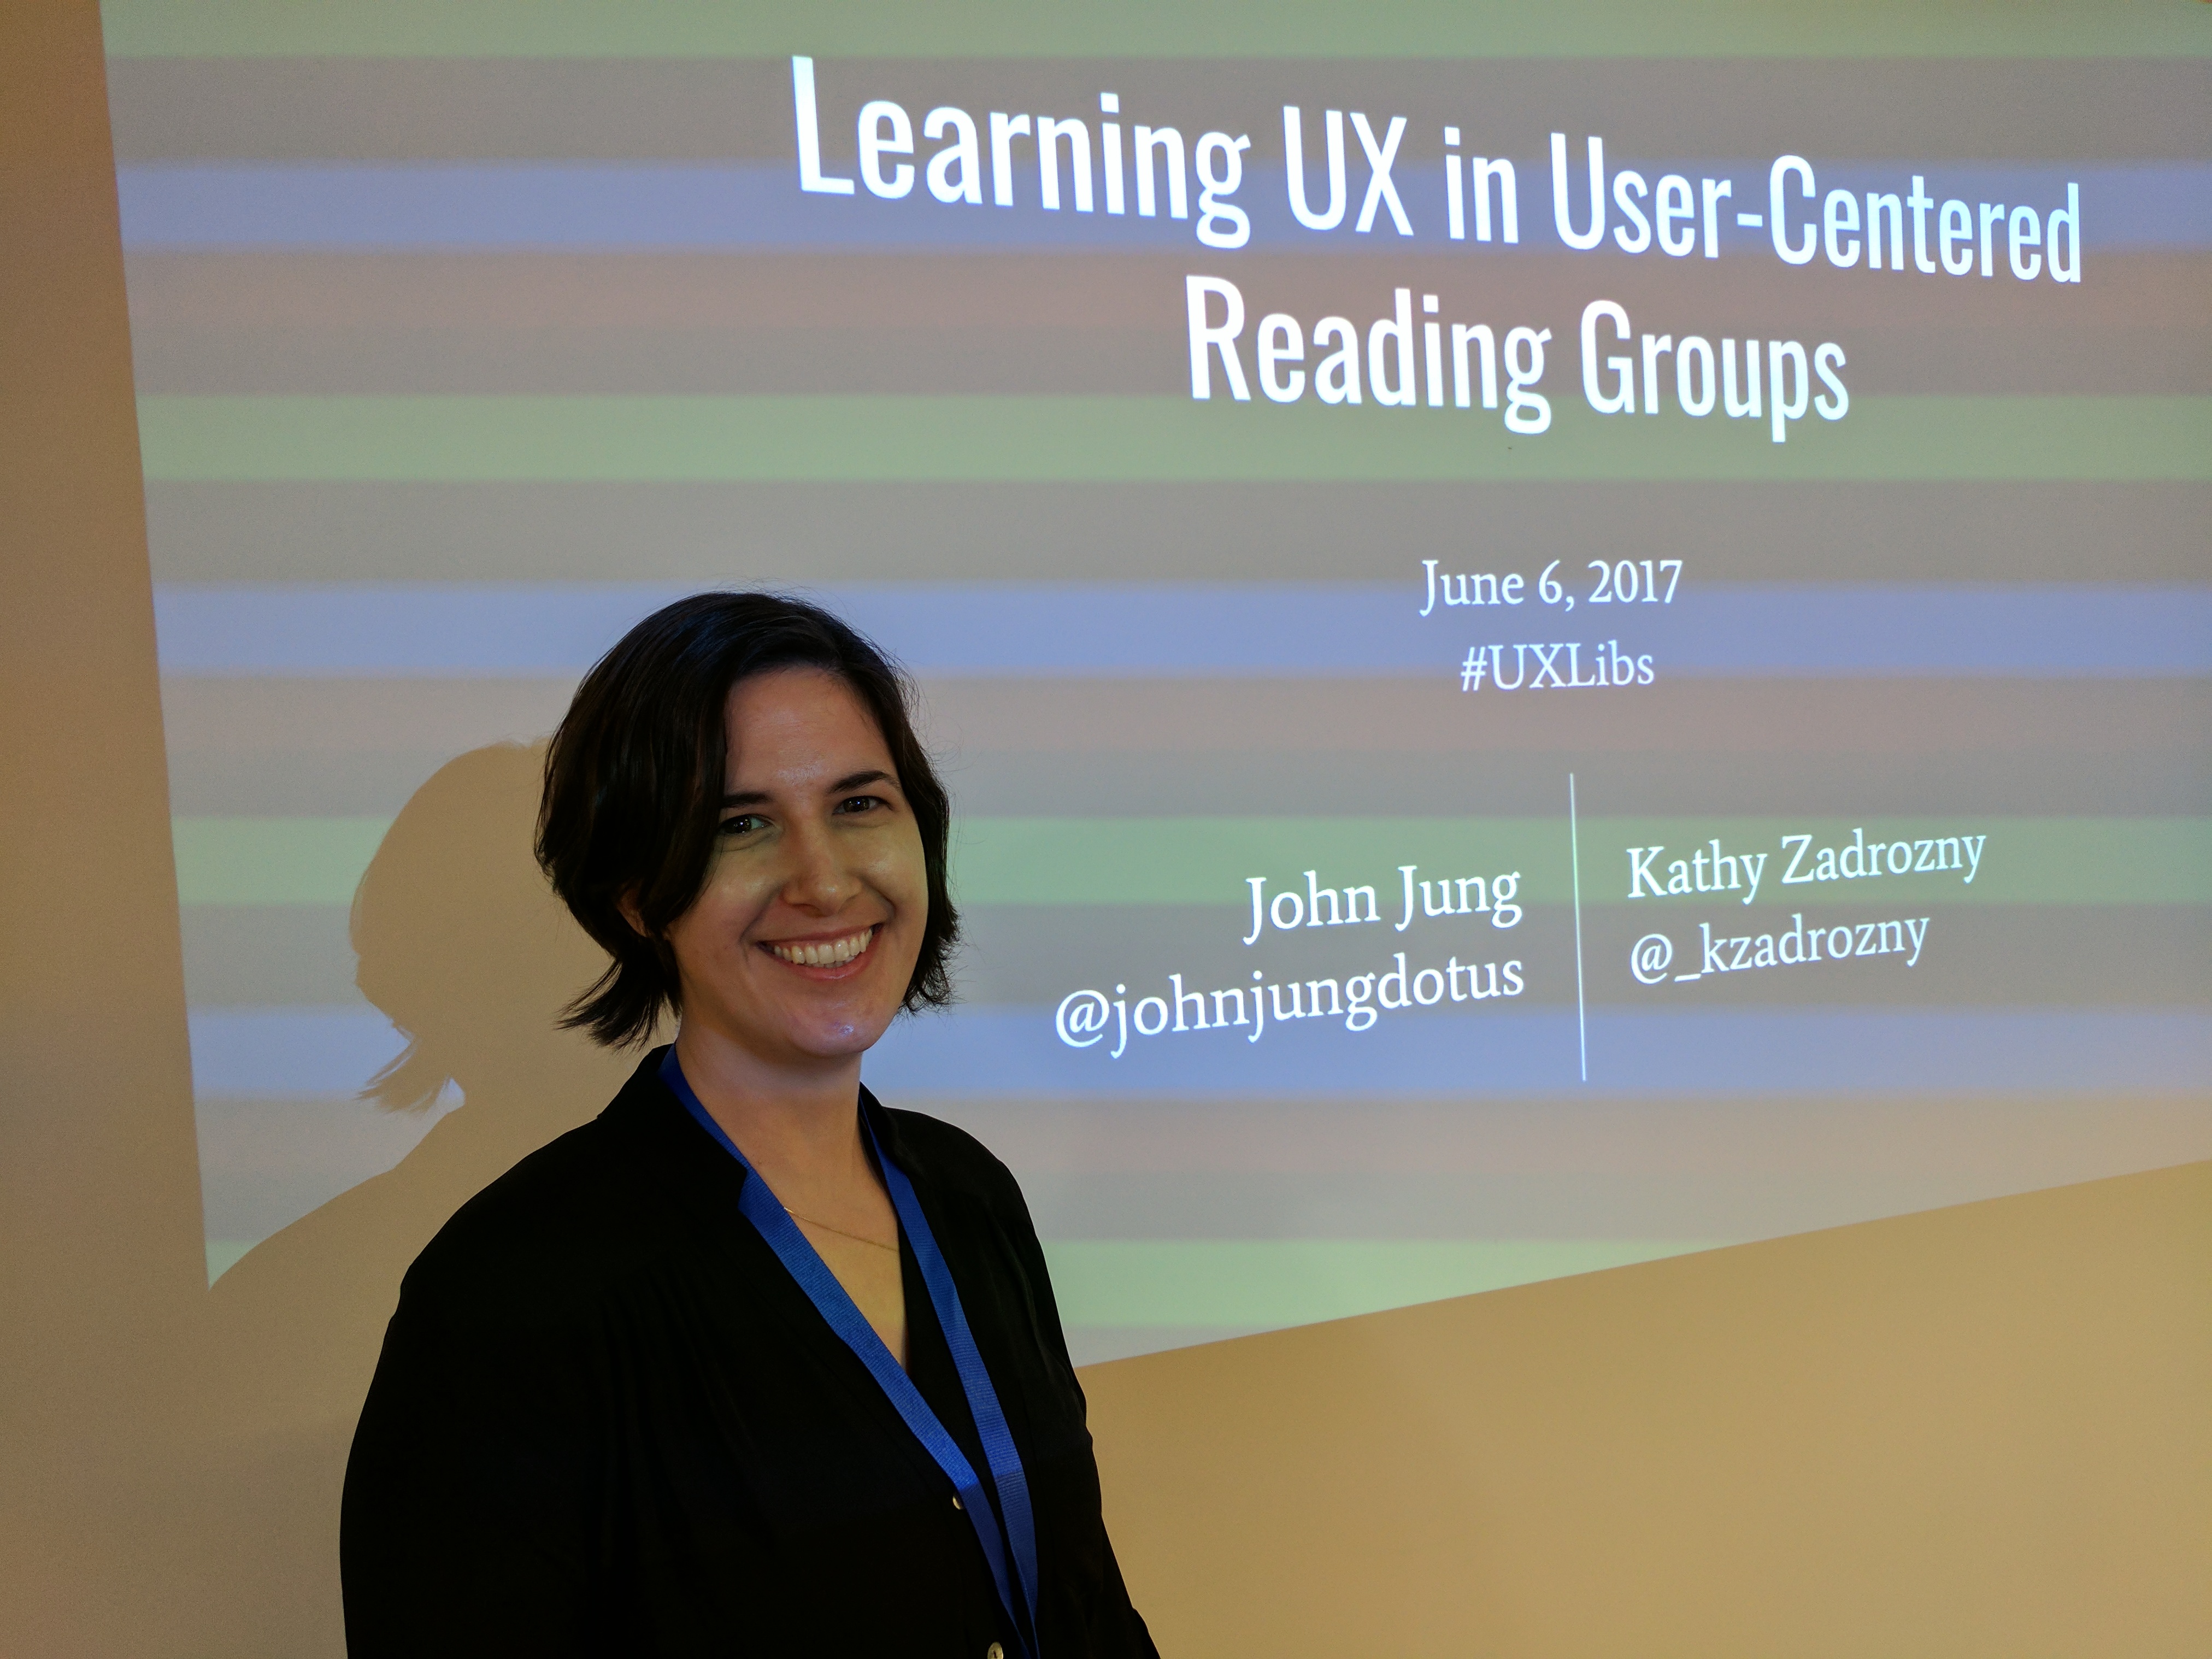 Learning UX in User-Centered
Reading Groups
June 6, 2017
#UXLibs
John Jung
@johnjungdotus
Kathy Zadrozny
@_kzadrozny